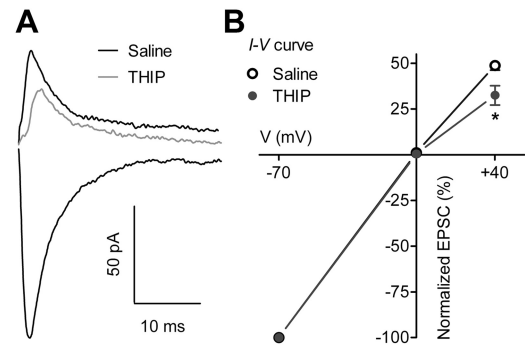 A
Saline
THIP
50 pA
10 ms
B
I-V curve
Saline
THIP
V (mV)
50
25
-70
+40
*
-25
-50
-75
-100
Normalized EPSC (%)